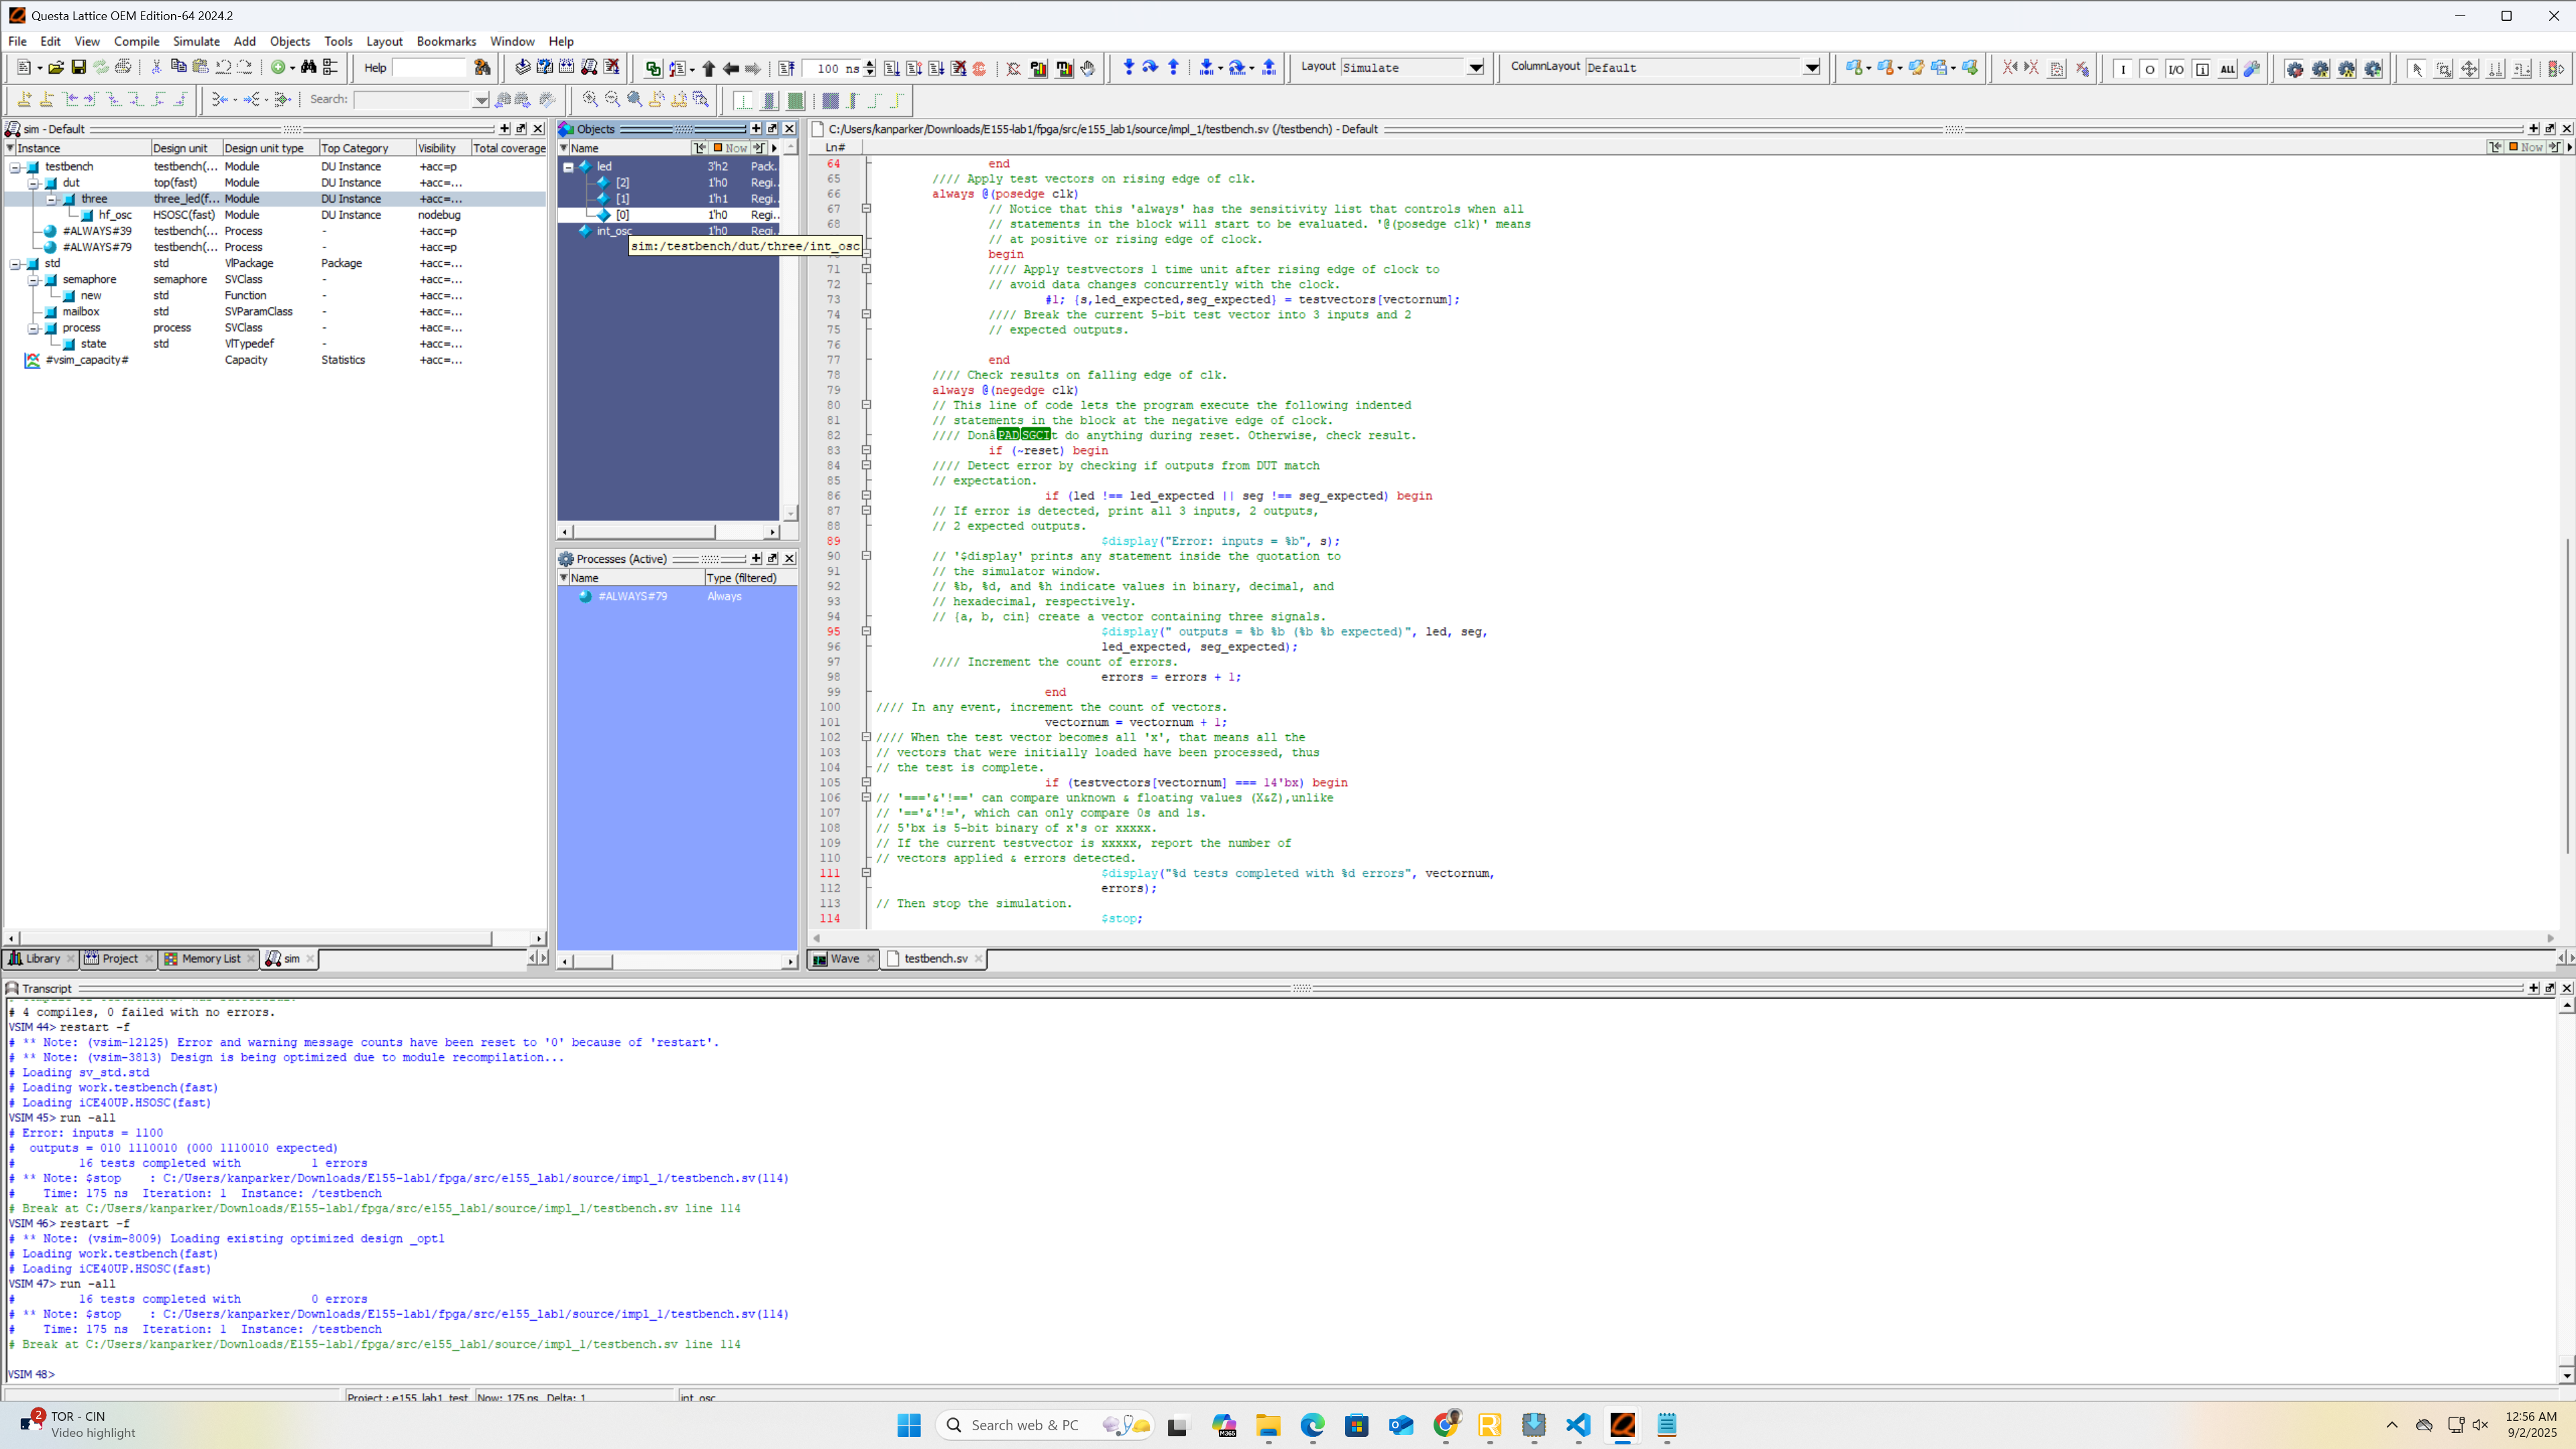 Questa Lattice OEM Edition-64 2024.2
File Edit View Compile Simulate Add Objects Tools Layout Bookmarks Window Help
Help 100 ns Layout Simulate ColumnLayout Default
I O I/O ALL
Search:
sim - Default
Instance Design unit Design unit type Top Category Visibility Total coverage
testbench testbench(... Module DU Instance +acc=p
dut top(fast) Module DU Instance +acc=...
three three_led(f... Module DU Instance +acc=...
hf_osc HSOSC(fast) Module DU Instance nodebug
#ALWAYS#39 testbench(... Process - +acc=p
#ALWAYS#79 testbench(... Process - +acc=p
std std VlPackage Package +acc=...
semaphore semaphore SVClass - +acc=...
new std Function - +acc=...
mailbox std SVParamClass - +acc=...
process process SVClass - +acc=...
state std VlTypedef - +acc=...
#vsim_capacity# Capacity Statistics +acc=...
Library Project Memory List sim
Objects
Name Now
led 3'h2 Pack...
[2] 1'h0 Regi...
[1] 1'h1 Regi...
[0] 1'h0 Regi...
int_osc 1'h0 Regi...
sim:/testbench/dut/three/int_osc
Processes (Active)
Name Type (filtered)
#ALWAYS#79 Always
C:/Users/kanparker/Downloads/E155-lab1/fpga/src/e155_lab1/source/impl_1/testbench.sv (/testbench) - Default
Ln# Now
64 end
65 //// Apply test vectors on rising edge of clk.
66 always @(posedge clk)
67 // Notice that this 'always' has the sensitivity list that controls when all
68 // statements in the block will start to be evaluated. '@(posedge clk)' means
// at positive or rising edge of clock.
begin
71 //// Apply testvectors 1 time unit after rising edge of clock to
72 // avoid data changes concurrently with the clock.
73 #1; {s,led_expected,seg_expected} = testvectors[vectornum];
74 //// Break the current 5-bit test vector into 3 inputs and 2
75 // expected outputs.
76
77 end
78 //// Check results on falling edge of clk.
79 always @(negedge clk)
80 // This line of code lets the program execute the following indented
81 // statements in the block at the negative edge of clock.
82 //// Donâ PAD SGCI t do anything during reset. Otherwise, check result.
83 if (~reset) begin
84 //// Detect error by checking if outputs from DUT match
85 // expectation.
86 if (led !== led_expected || seg !== seg_expected) begin
87 // If error is detected, print all 3 inputs, 2 outputs,
88 // 2 expected outputs.
89 $display("Error: inputs = %b", s);
90 // '$display' prints any statement inside the quotation to
91 // the simulator window.
92 // %b, %d, and %h indicate values in binary, decimal, and
93 // hexadecimal, respectively.
94 // {a, b, cin} create a vector containing three signals.
95 $display(" outputs = %b %b (%b %b expected)", led, seg,
96 led_expected, seg_expected);
97 //// Increment the count of errors.
98 errors = errors + 1;
99 end
100 //// In any event, increment the count of vectors.
101 vectornum = vectornum + 1;
102 //// When the test vector becomes all 'x', that means all the
103 // vectors that were initially loaded have been processed, thus
104 // the test is complete.
105 if (testvectors[vectornum] === 14'bx) begin
106 // '==='&'!==' can compare unknown & floating values (X&Z),unlike
107 // '=='&'!=', which can only compare 0s and 1s.
108 // 5'bx is 5-bit binary of x's or xxxxx.
109 // If the current testvector is xxxxx, report the number of
110 // vectors applied & errors detected.
111 $display("%d tests completed with %d errors", vectornum,
112 errors);
113 // Then stop the simulation.
114 $stop;
Wave testbench.sv
Transcript
# 4 compiles, 0 failed with no errors.
VSIM 44> restart -f
# ** Note: (vsim-12125) Error and warning message counts have been reset to '0' because of 'restart'.
# ** Note: (vsim-3813) Design is being optimized due to module recompilation...
# Loading sv_std.std
# Loading work.testbench(fast)
# Loading iCE40UP.HSOSC(fast)
VSIM 45> run -all
# Error: inputs = 1100
# outputs = 010 1110010 (000 1110010 expected)
# 16 tests completed with 1 errors
# ** Note: $stop : C:/Users/kanparker/Downloads/E155-lab1/fpga/src/e155_lab1/source/impl_1/testbench.sv(114)
# Time: 175 ns Iteration: 1 Instance: /testbench
# Break at C:/Users/kanparker/Downloads/E155-lab1/fpga/src/e155_lab1/source/impl_1/testbench.sv line 114
VSIM 46> restart -f
# ** Note: (vsim-8009) Loading existing optimized design _opt1
# Loading work.testbench(fast)
# Loading iCE40UP.HSOSC(fast)
VSIM 47> run -all
# 16 tests completed with 0 errors
# ** Note: $stop : C:/Users/kanparker/Downloads/E155-lab1/fpga/src/e155_lab1/source/impl_1/testbench.sv(114)
# Time: 175 ns Iteration: 1 Instance: /testbench
# Break at C:/Users/kanparker/Downloads/E155-lab1/fpga/src/e155_lab1/source/impl_1/testbench.sv line 114
VSIM 48>
Project : e155_lab1_test Now: 175 ns Delta: 1 int_osc
2
TOR - CIN
Video highlight
Search web & PC
M365
12:56 AM
9/2/2025